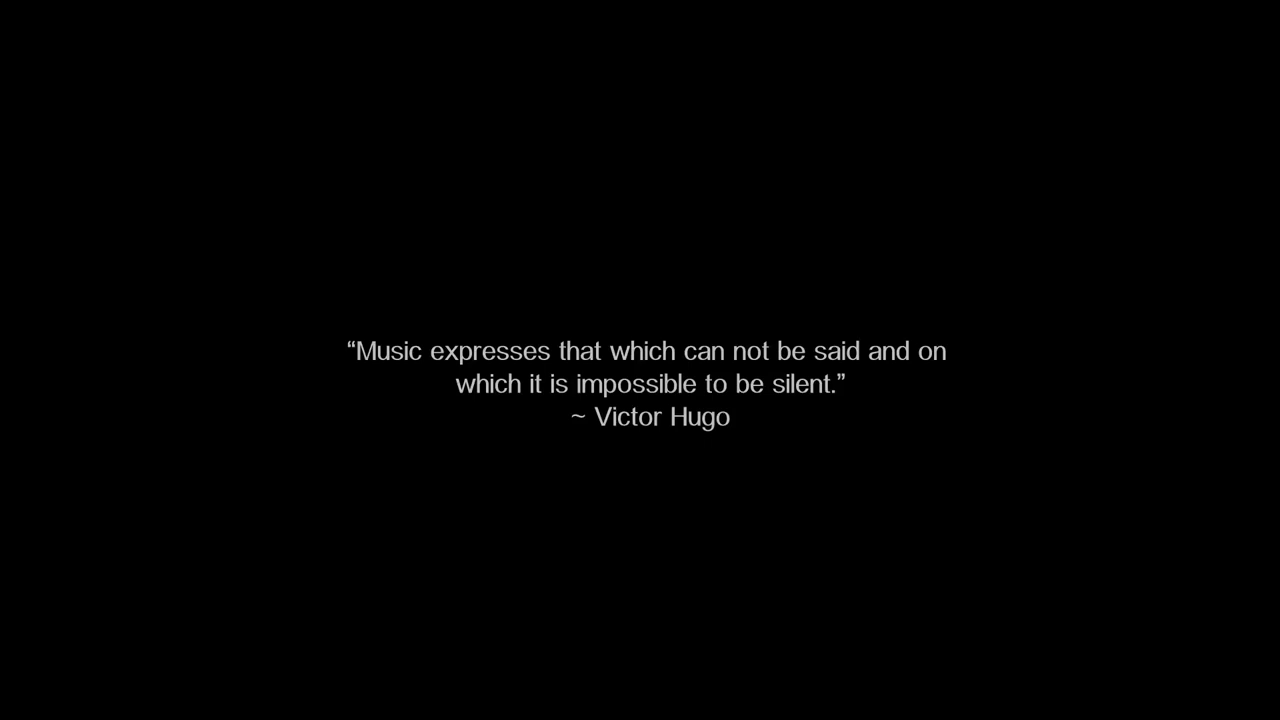 “Music expresses that which can not be said and on
which it is impossible to be silent.”
~ Victor Hugo